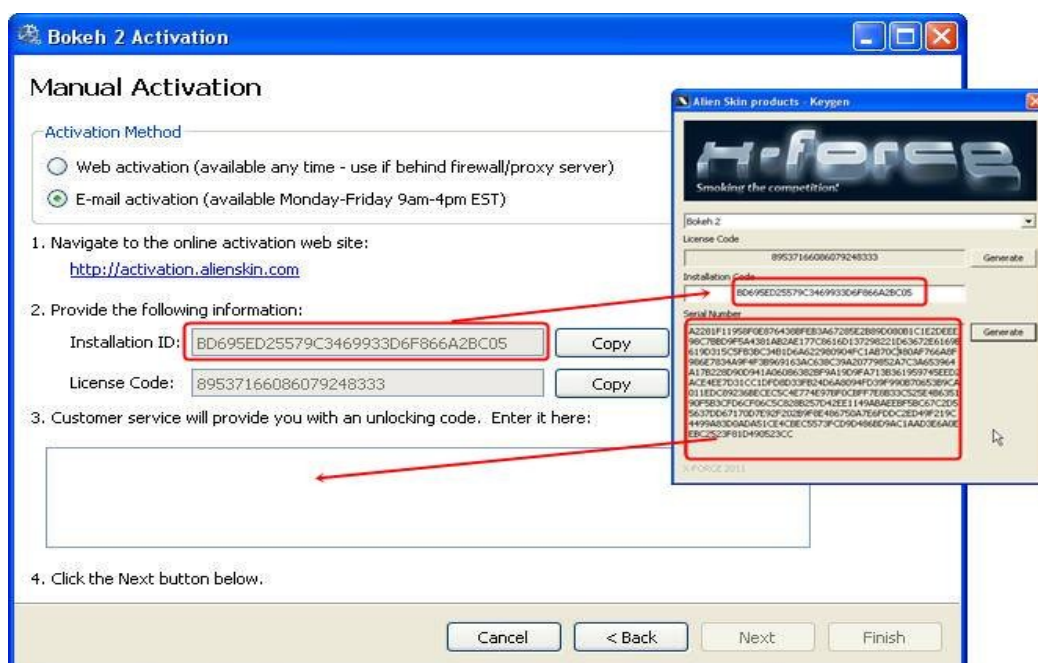 Bokeh 2 Activation
Manual Activation
Activation Method
Web activation (available any time - use if behind firewall/proxy server)
E-mail activation (available Monday-Friday 9am-4pm EST)
1. Navigate to the online activation web site:
http://activation.alienskin.com
2. Provide the following information:
Installation ID: BD695ED25579C3469933D6F866A2BC05 Copy
License Code: 89537166086079248333 Copy
3. Customer service will provide you with an unlocking code. Enter it here:
4. Click the Next button below.
Cancel < Back Next Finish
Alien Skin products - Keygen
x-force
Smoking the competition!
Bokeh 2
License Code
89537166086079248333 Generate
Installation Code
BD695ED25579C3469933D6F866A2BC05
Serial Number
Generate
X-FORCE 2011